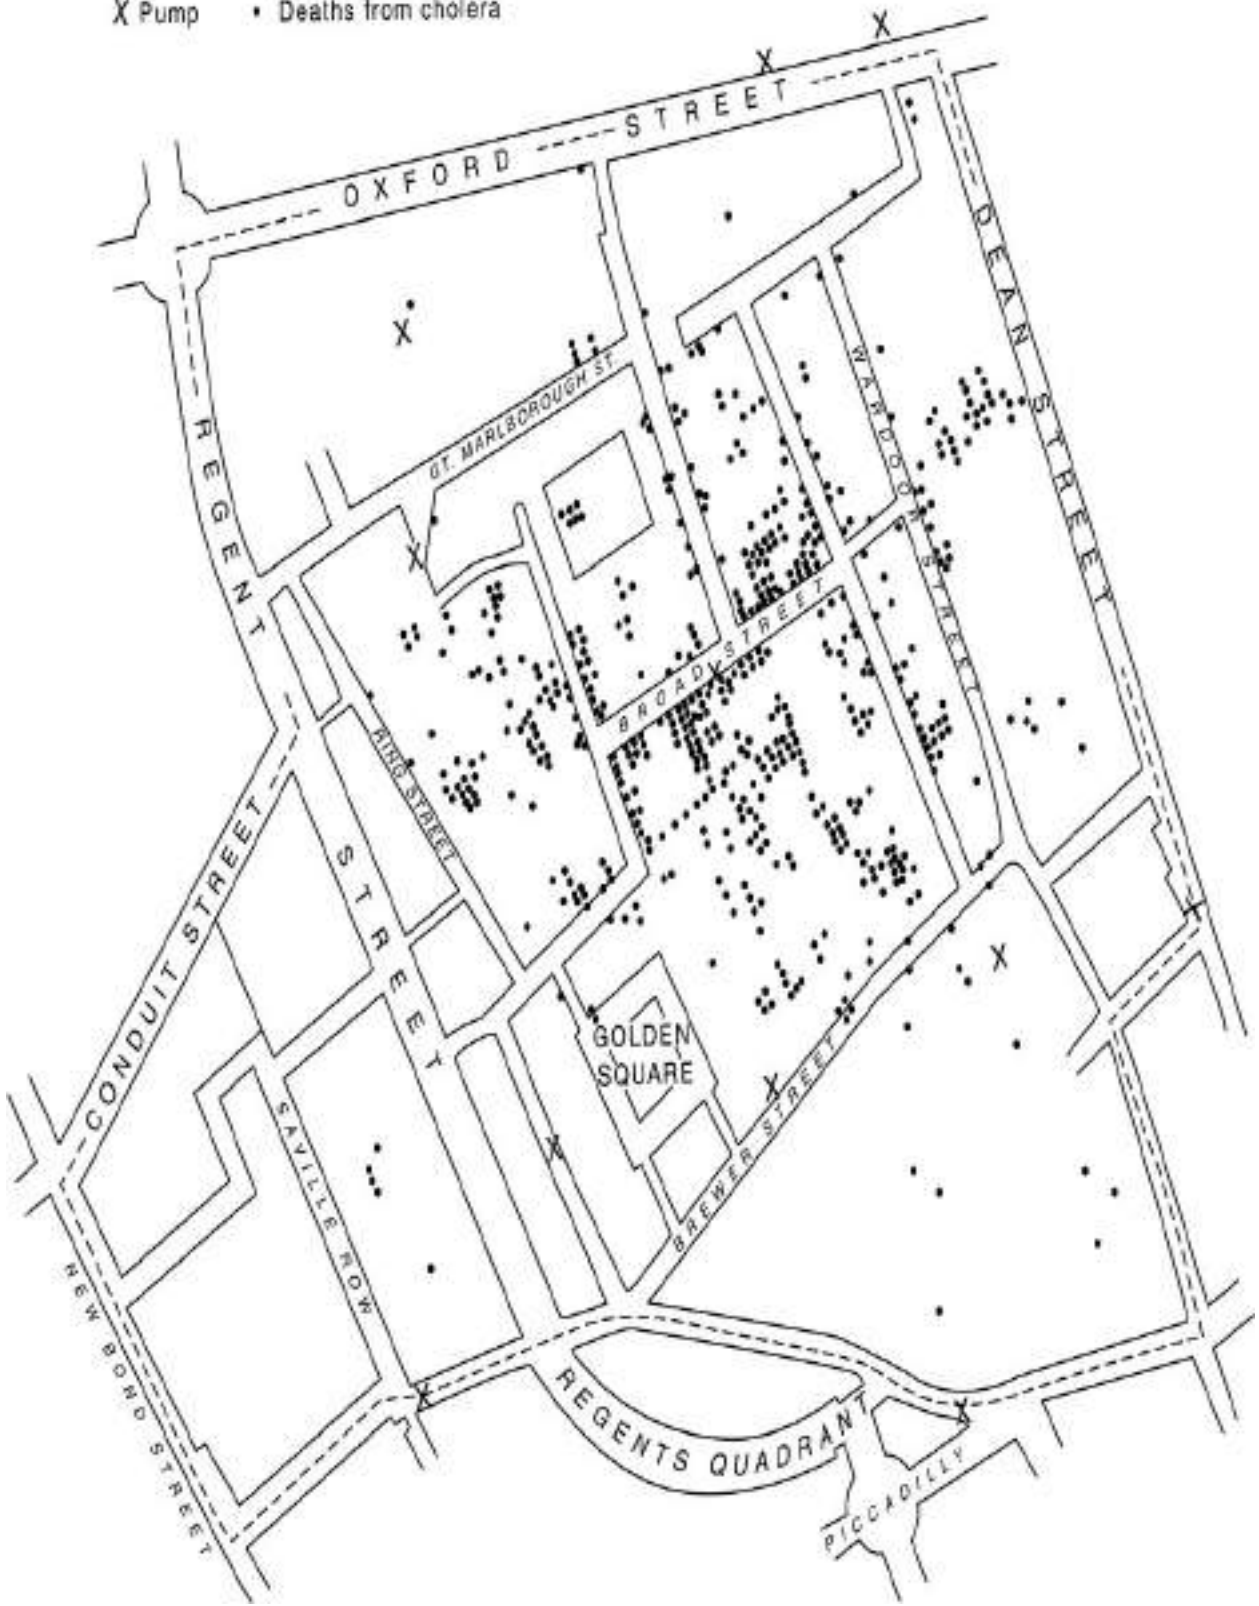 X Pump • Deaths from cholera
OXFORD STREET
REGENT STREET
DEAN STREET
WARDOOR STREET
GT. MARLBOROUGH ST.
BROAD STREET
KING STREET
CONDUIT STREET
GOLDEN
SQUARE
SAVILLE ROW
BREWER STREET
NEW BOND STREET
REGENTS QUADRANT
PICCADILLY